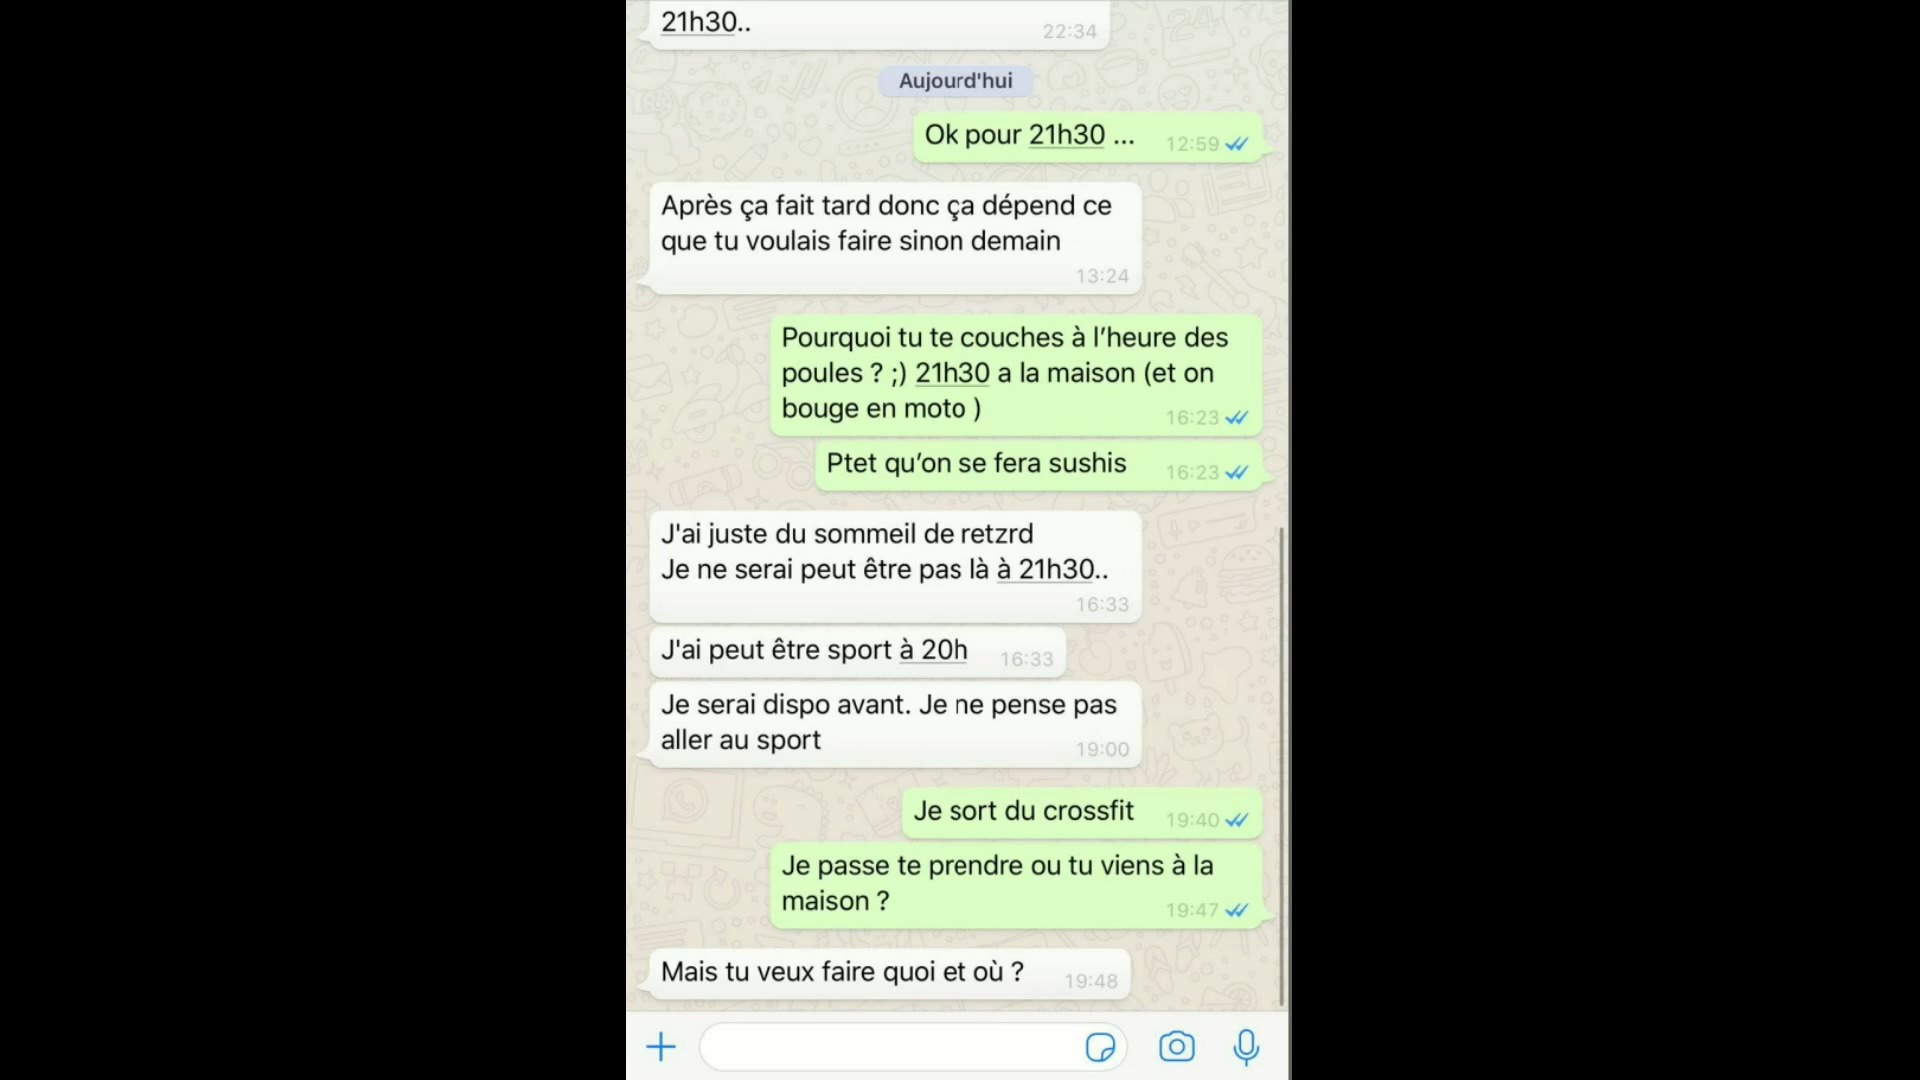 21h30..
22:34
Aujourd'hui
Ok pour 21h30 ...
12:59
Après ça fait tard donc ça dépend ce
que tu voulais faire sinon demain
13:24
Pourquoi tu te couches à l’heure des
poules ? ;) 21h30 a la maison (et on
bouge en moto )
16:23
Ptet qu’on se fera sushis
16:23
J'ai juste du sommeil de retzrd
Je ne serai peut être pas là à 21h30..
16:33
J'ai peut être sport à 20h
16:33
Je serai dispo avant. Je ne pense pas
aller au sport
19:00
Je sort du crossfit
19:40
Je passe te prendre ou tu viens à la
maison ?
19:47
Mais tu veux faire quoi et où ?
19:48